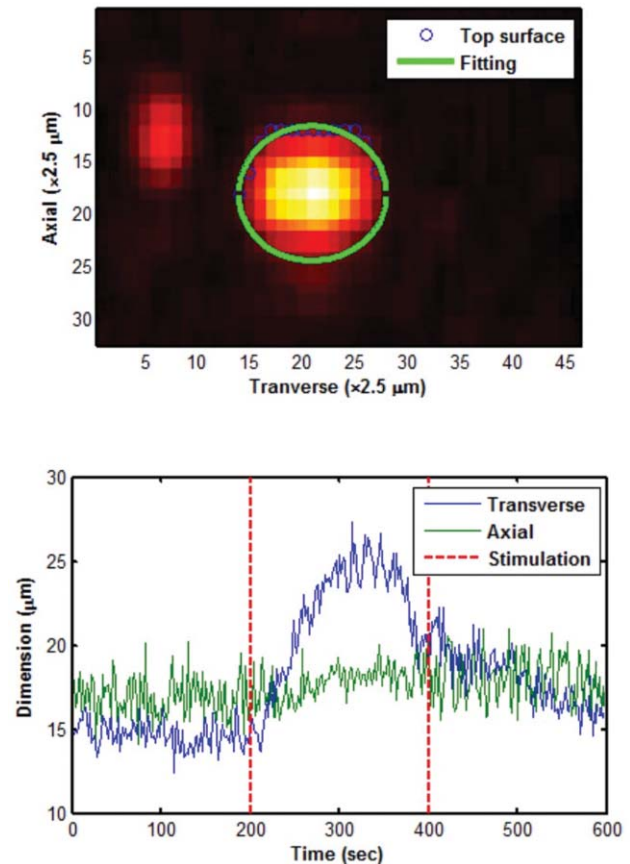 Top surface
Fitting
5
10
15
20
25
30
Axial (×2.5 µm)
5 10 15 20 25 30 35 40 45
Tranverse (×2.5 µm)
30
25
20
15
10
Dimension (µm)
Transverse
Axial
Stimulation
0 100 200 300 400 500 600
Time (sec)